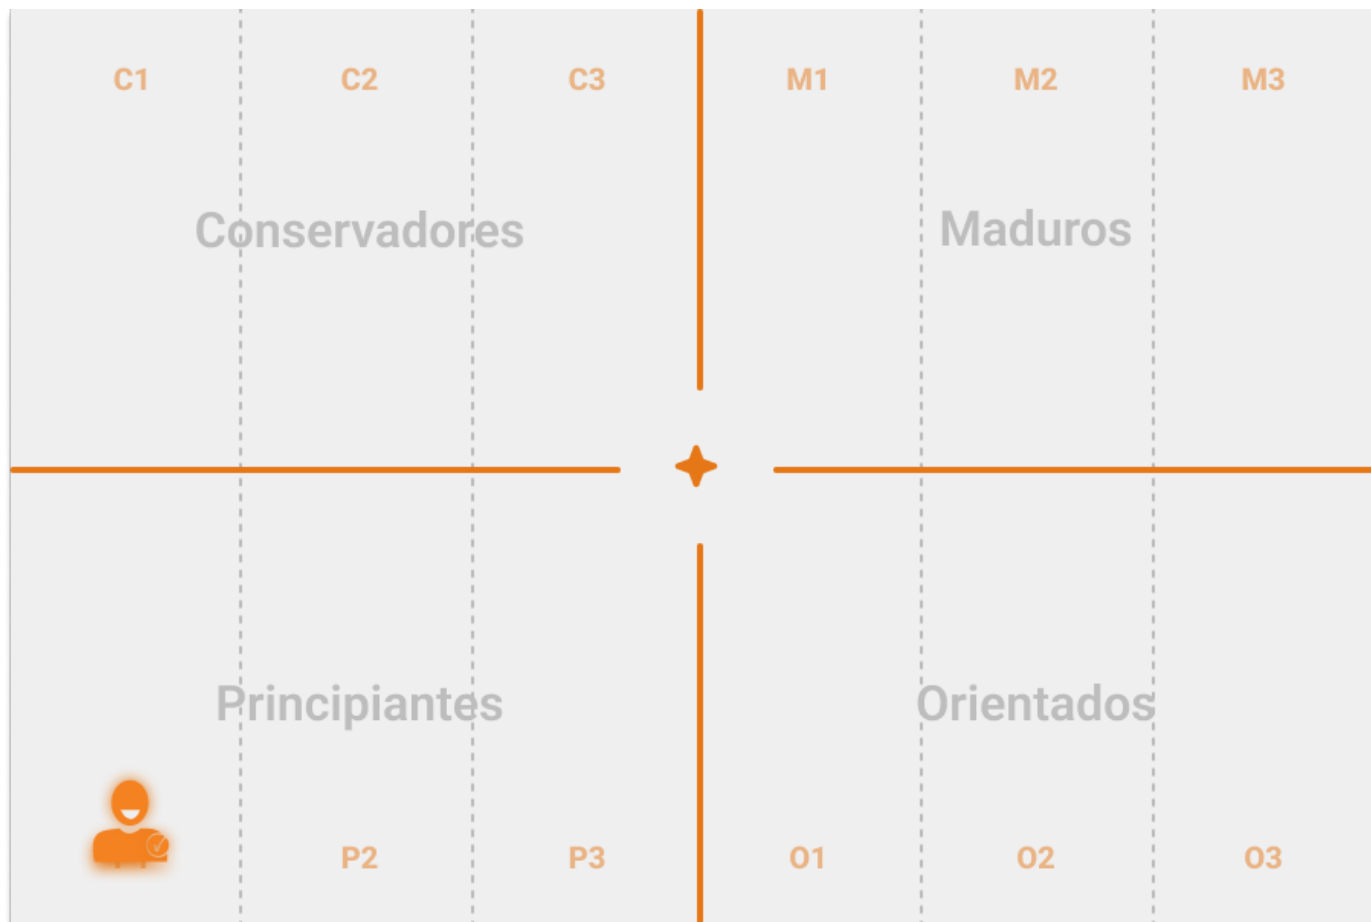 C1 C2 C3 M1 M2 M3
Conservadores Maduros
Principiantes Orientados
P2 P3 O1 O2 O3